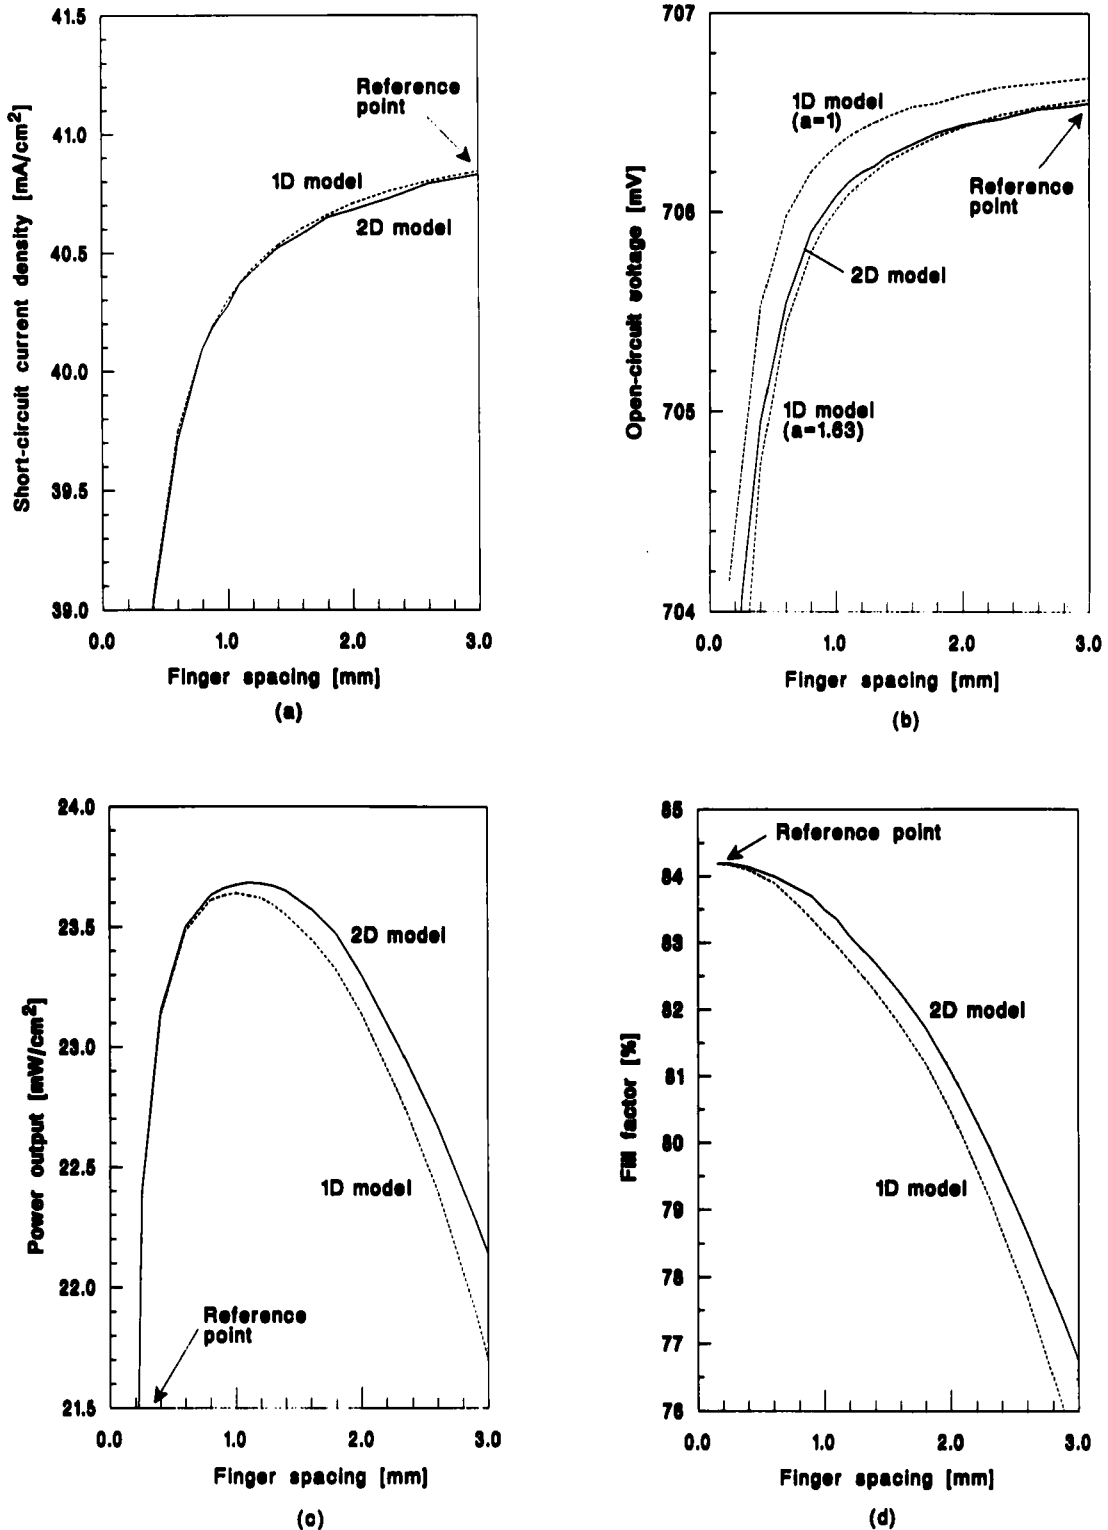 41.5
41.0
40.5
40.0
39.5
39.0
Short-circuit current density [mA/cm²]
Reference
point
1D model
2D model
0.0 1.0 2.0 3.0
Finger spacing [mm]
(a)
707
706
705
704
Open-circuit voltage [mV]
1D model
(a=1)
Reference
point
2D model
1D model
(a=1.63)
0.0 1.0 2.0 3.0
Finger spacing [mm]
(b)
24.0
23.5
23.0
22.5
22.0
21.5
Power output [mW/cm²]
2D model
1D model
Reference
point
0.0 1.0 2.0 3.0
Finger spacing [mm]
(c)
85
84
83
82
81
80
79
78
77
76
Fill factor [%]
Reference point
2D model
1D model
0.0 1.0 2.0 3.0
Finger spacing [mm]
(d)